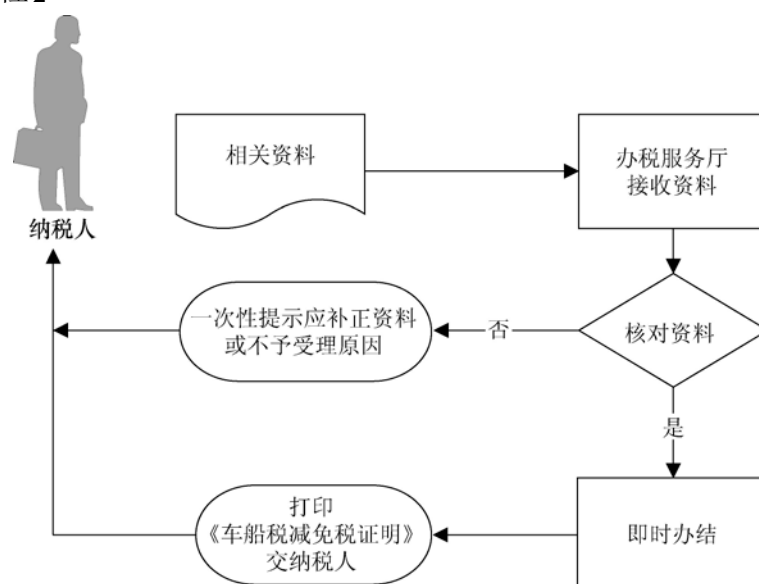 相关资料
办税服务厅
接收资料
纳税人
一次性提示应补正资料
或不予受理原因
否
核对资料
是
打印
《车船税减免税证明》
交纳税人
即时办结